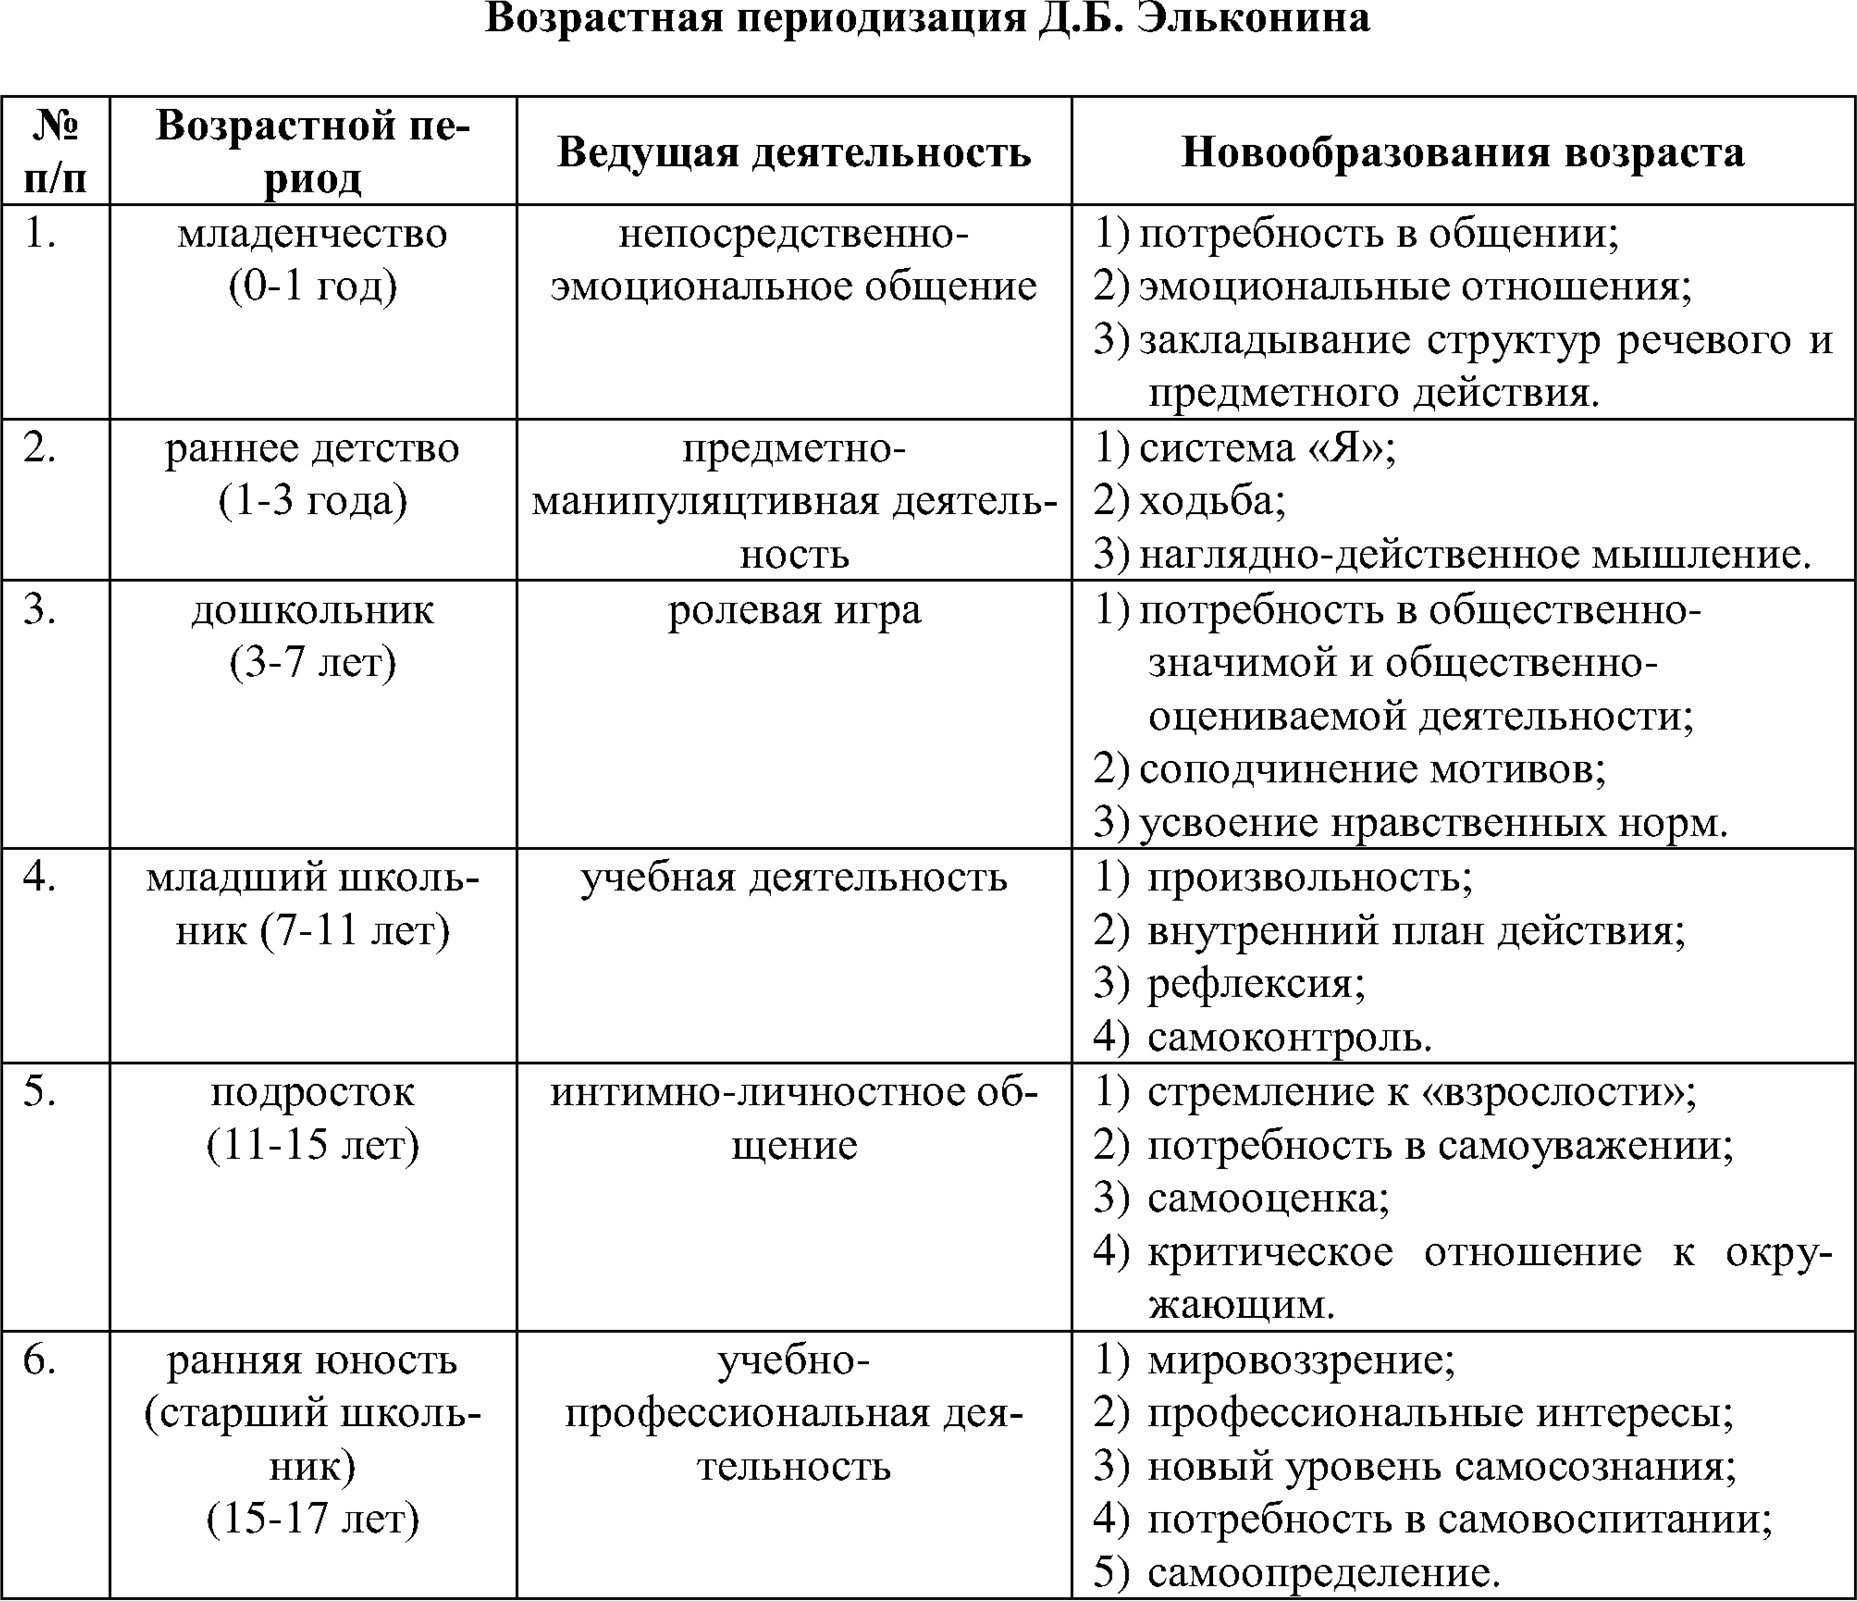 Возрастная периодизация Д.Б. Эльконина
№ п/п
Возрастной пе-
риод
Ведущая деятельность
Новообразования возраста
1.
младенчество
(0-1 год)
непосредственно-
эмоциональное общение
1) потребность в общении;
2) эмоциональные отношения;
3) закладывание структур речевого и
предметного действия.
2.
раннее детство
(1-3 года)
предметно-
манипуляцтивная деятель-
ность
1) система «Я»;
2) ходьба;
3) наглядно-действенное мышление.
3.
дошкольник
(3-7 лет)
ролевая игра
1) потребность в общественно-
значимой и общественно-
оцениваемой деятельности;
2) соподчинение мотивов;
3) усвоение нравственных норм.
4.
младший школь-
ник (7-11 лет)
учебная деятельность
1) произвольность;
2) внутренний план действия;
3) рефлексия;
4) самоконтроль.
5.
подросток
(11-15 лет)
интимно-личностное об-
щение
1) стремление к «взрослости»;
2) потребность в самоуважении;
3) самооценка;
4) критическое отношение к окру-
жающим.
6.
ранняя юность
(старший школь-
ник)
(15-17 лет)
учебно-
профессиональная дея-
тельность
1) мировоззрение;
2) профессиональные интересы;
3) новый уровень самосознания;
4) потребность в самовоспитании;
5) самоопределение.